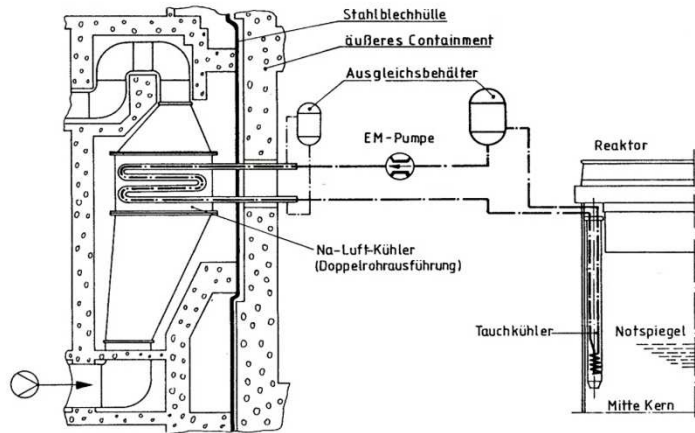 Stahlblechhülle
äußeres Containment
Ausgleichsbehälter
EM-Pumpe
Reaktor
Na-Luft-Kühler
(Doppelrohrausführung)
Tauchkühler
Notspiegel
Mitte Kern